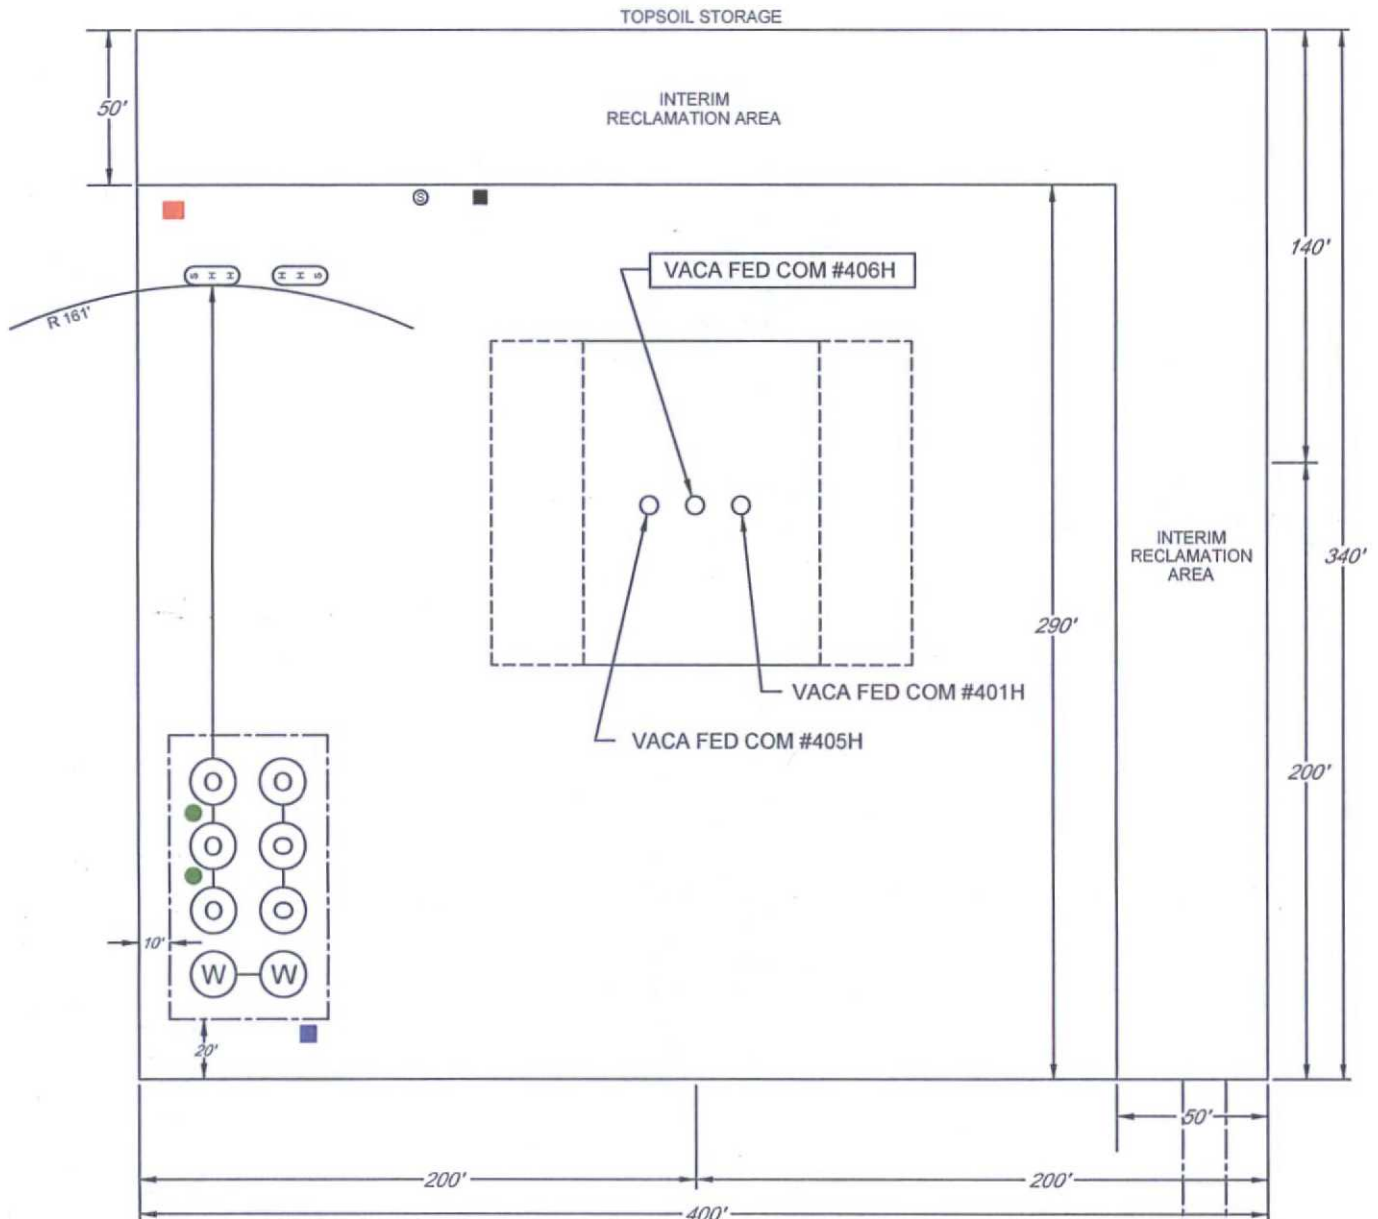 TOPSOIL STORAGE
50'
INTERIM
RECLAMATION AREA
S
140'
VACA FED COM #406H
S H H
H H S
R 161'
INTERIM
RECLAMATION
AREA
340'
290'
VACA FED COM #401H
VACA FED COM #405H
200'
O O
O O
O O
10'
W W
20'
50'
200'
200'
400'